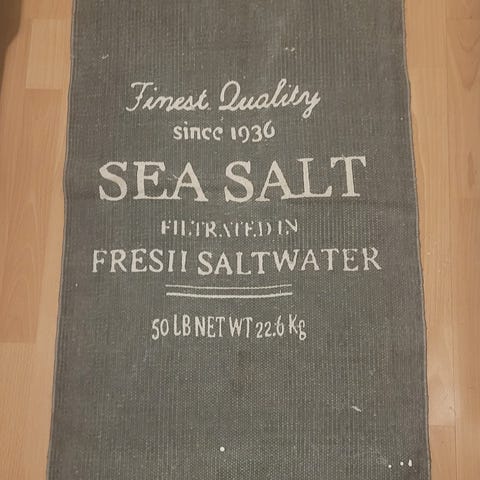 Finest Quality
since 1936
SEA SALT
FILTRATED IN
FRESH SALTWATER
50 LB NET WT 22.6 Kg